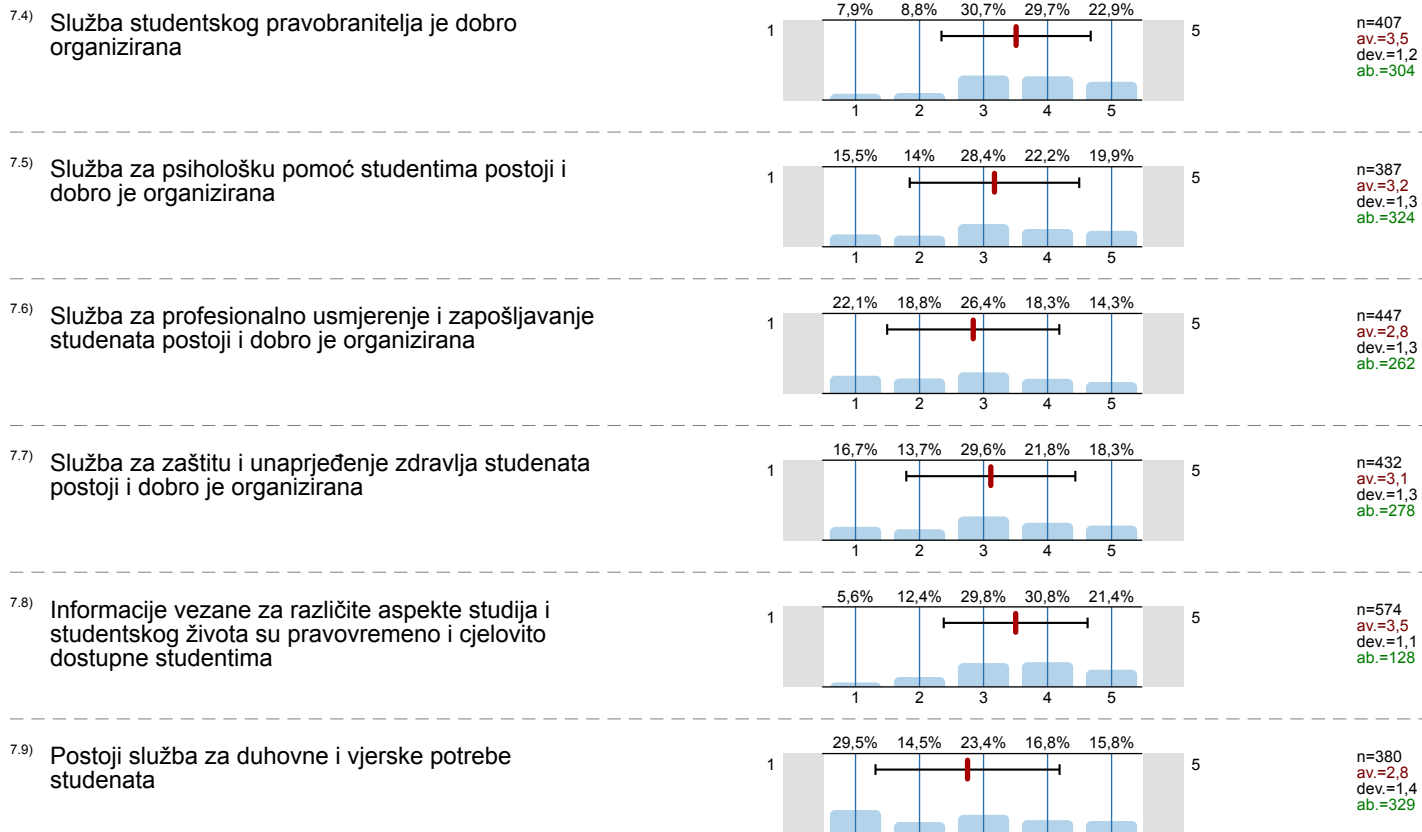 7.4) Služba studentskog pravobranitelja je dobro
organizirana
7,9% 8,8% 30,7% 29,7% 22,9%
1 5
1 2 3 4 5
n=407
av.=3,5
dev.=1,2
ab.=304
7.5) Služba za psihološku pomoć studentima postoji i
dobro je organizirana
15,5% 14% 28,4% 22,2% 19,9%
1 5
1 2 3 4 5
n=387
av.=3,2
dev.=1,3
ab.=324
7.6) Služba za profesionalno usmjerenje i zapošljavanje
studenata postoji i dobro je organizirana
22,1% 18,8% 26,4% 18,3% 14,3%
1 5
1 2 3 4 5
n=447
av.=2,8
dev.=1,3
ab.=262
7.7) Služba za zaštitu i unaprjeđenje zdravlja studenata
postoji i dobro je organizirana
16,7% 13,7% 29,6% 21,8% 18,3%
1 5
1 2 3 4 5
n=432
av.=3,1
dev.=1,3
ab.=278
7.8) Informacije vezane za različite aspekte studija i
studentskog života su pravovremeno i cjelovito
dostupne studentima
5,6% 12,4% 29,8% 30,8% 21,4%
1 5
1 2 3 4 5
n=574
av.=3,5
dev.=1,1
ab.=128
7.9) Postoji služba za duhovne i vjerske potrebe
studenata
29,5% 14,5% 23,4% 16,8% 15,8%
1 5
n=380
av.=2,8
dev.=1,4
ab.=329